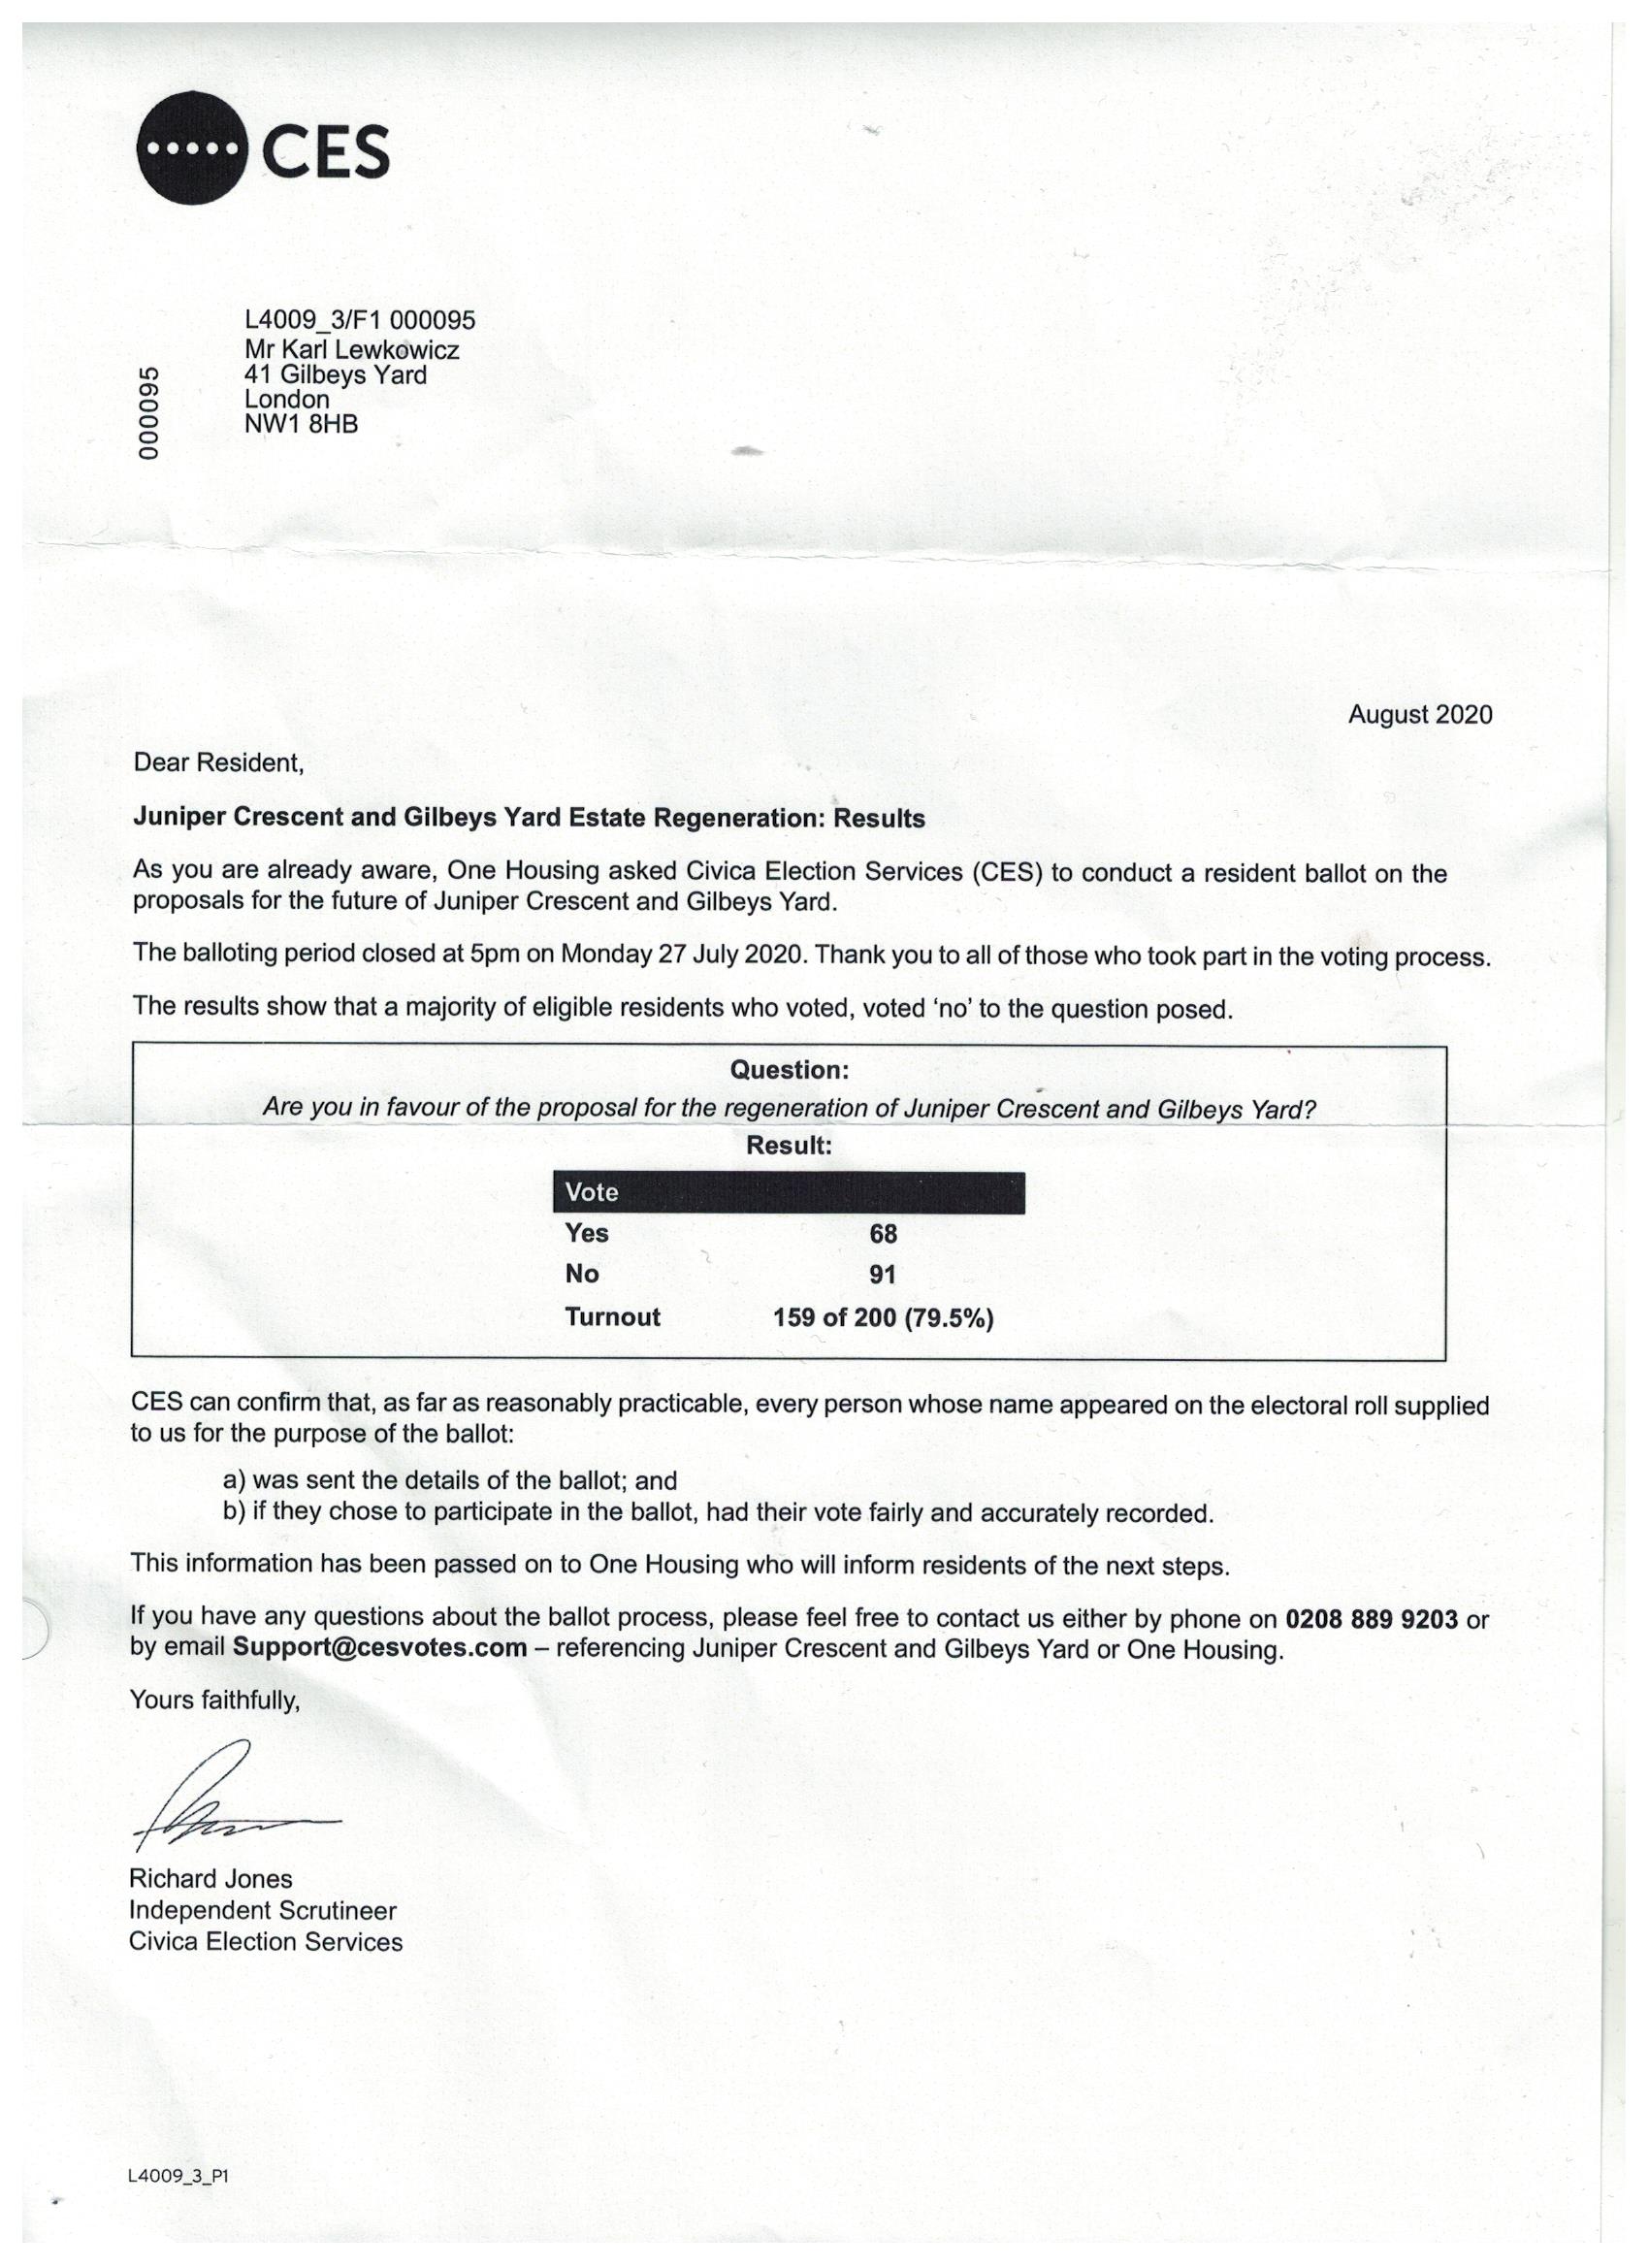 CES
L4009_3/F1 000095
Mr Karl Lewkowicz
41 Gilbeys Yard
London
NW1 8HB
000095
August 2020
Dear Resident,
Juniper Crescent and Gilbeys Yard Estate Regeneration: Results
As you are already aware, One Housing asked Civica Election Services (CES) to conduct a resident ballot on the
proposals for the future of Juniper Crescent and Gilbeys Yard.
The balloting period closed at 5pm on Monday 27 July 2020. Thank you to all of those who took part in the voting process.
The results show that a majority of eligible residents who voted, voted ‘no’ to the question posed.
Question:
Are you in favour of the proposal for the regeneration of Juniper Crescent and Gilbeys Yard?
Result:
Vote
Yes 68
No 91
Turnout 159 of 200 (79.5%)
CES can confirm that, as far as reasonably practicable, every person whose name appeared on the electoral roll supplied
to us for the purpose of the ballot:
a) was sent the details of the ballot; and
b) if they chose to participate in the ballot, had their vote fairly and accurately recorded.
This information has been passed on to One Housing who will inform residents of the next steps.
If you have any questions about the ballot process, please feel free to contact us either by phone on 0208 889 9203 or
by email Support@cesvotes.com – referencing Juniper Crescent and Gilbeys Yard or One Housing.
Yours faithfully,
Richard Jones
Independent Scrutineer
Civica Election Services
L4009_3_P1